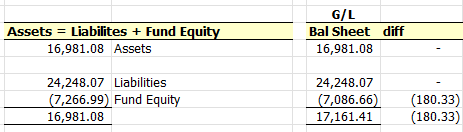 G/L
Assets = Liabilites + Fund Equity Bal Sheet diff
16,981.08 Assets 16,981.08 -
24,248.07 Liabilities 24,248.07 -
(7,266.99) Fund Equity (7,086.66) (180.33)
16,981.08 17,161.41 (180.33)